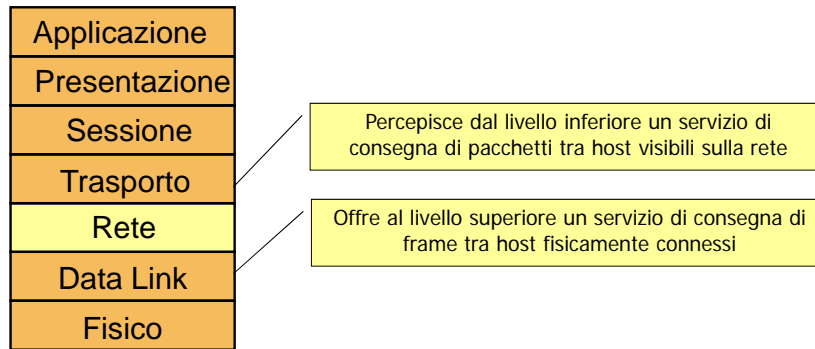 Applicazione
Presentazione
Sessione
Trasporto
Rete
Data Link
Fisico
Percepisce dal livello inferiore un servizio di
consegna di pacchetti tra host visibili sulla rete
Offre al livello superiore un servizio di consegna di
frame tra host fisicamente connessi